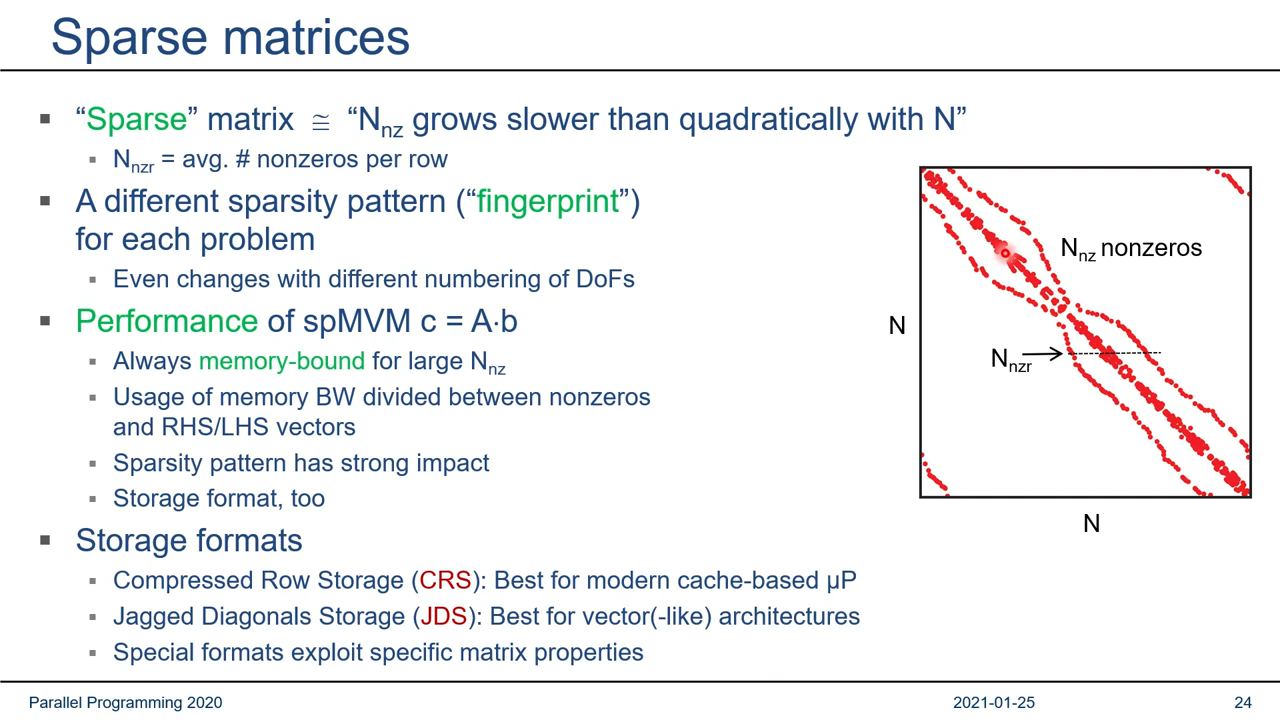 Sparse matrices
▪ “Sparse” matrix ≅ “Nnz grows slower than quadratically with N”
▪ Nnzr = avg. # nonzeros per row
▪ A different sparsity pattern (“fingerprint”)
for each problem
▪ Even changes with different numbering of DoFs
▪ Performance of spMVM c = A·b
▪ Always memory-bound for large Nnz
▪ Usage of memory BW divided between nonzeros
and RHS/LHS vectors
▪ Sparsity pattern has strong impact
▪ Storage format, too
▪ Storage formats
▪ Compressed Row Storage (CRS): Best for modern cache-based µP
▪ Jagged Diagonals Storage (JDS): Best for vector(-like) architectures
▪ Special formats exploit specific matrix properties
Nnz nonzeros
N
Nnzr
N
Parallel Programming 2020
2021-01-25
24